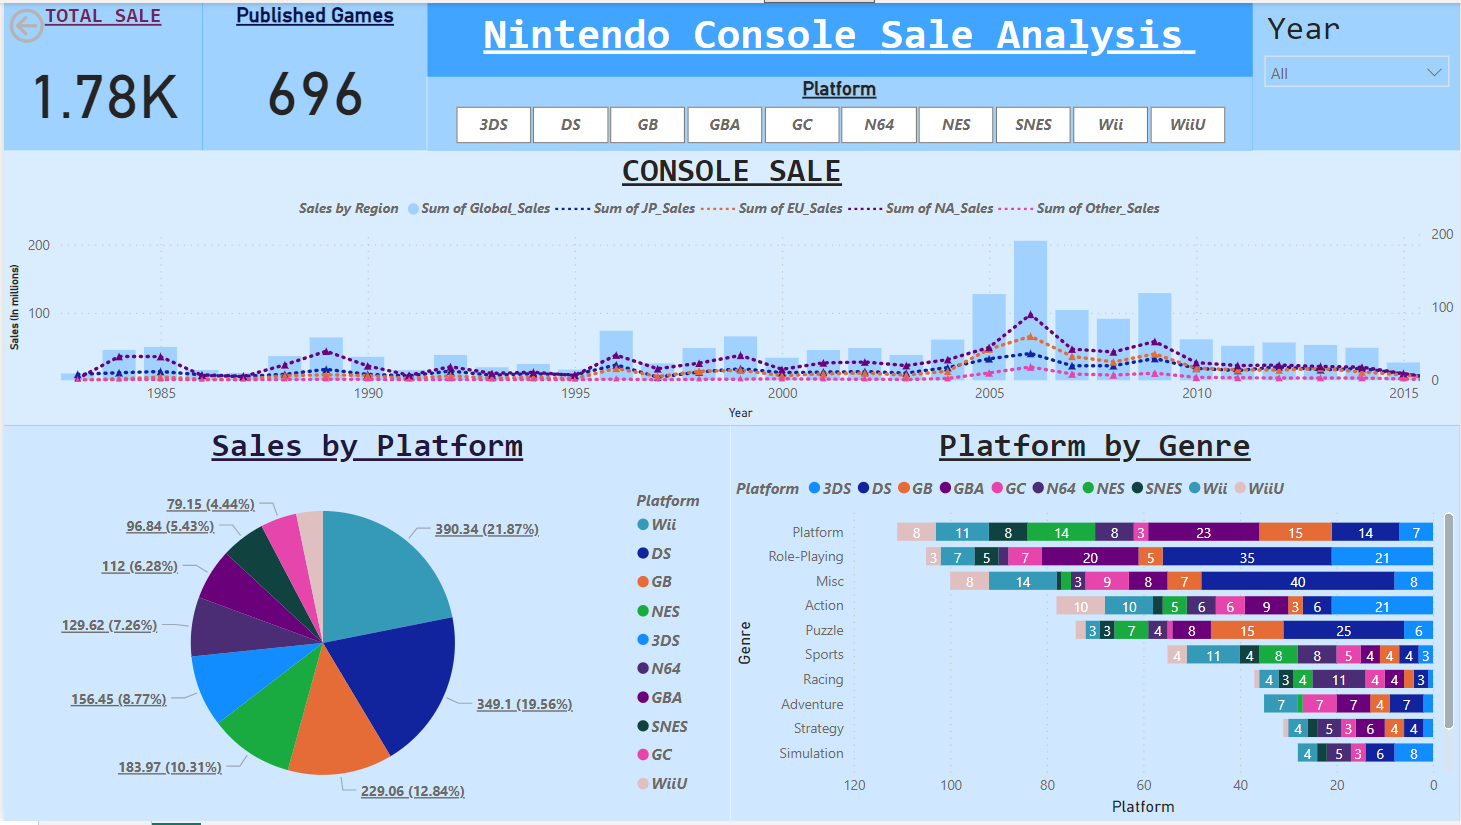 TOTAL SALE
1.78K
Published Games
696
Nintendo Console Sale Analysis
Platform
3DS DS GB GBA GC N64 NES SNES Wii WiiU
Year
All
CONSOLE SALE
Sales by Region Sum of Global_Sales Sum of JP_Sales Sum of EU_Sales Sum of NA_Sales Sum of Other_Sales
Sales (In millions)
200
100
200
100
0
1985 1990 1995 2000 2005 2010 2015
Year
Sales by Platform
390.34 (21.87%)
349.1 (19.56%)
229.06 (12.84%)
183.97 (10.31%)
156.45 (8.77%)
129.62 (7.26%)
112 (6.28%)
96.84 (5.43%)
79.15 (4.44%)
Platform
Wii
DS
GB
NES
3DS
N64
GBA
SNES
GC
WiiU
Platform by Genre
Platform 3DS DS GB GBA GC N64 NES SNES Wii WiiU
Genre
Platform 8 11 8 14 8 3 23 15 14 7
Role-Playing 3 7 5 7 20 5 35 21
Misc 8 14 3 9 8 7 40 8
Action 10 10 5 6 6 9 3 6 21
Puzzle 3 3 7 4 8 15 25 6
Sports 4 11 4 8 8 5 4 4 4 3
Racing 4 3 4 11 4 4 3
Adventure 7 7 7 4 7
Strategy 4 5 3 6 4 4
Simulation 4 5 3 6 8
120 100 80 60 40 20 0
Platform